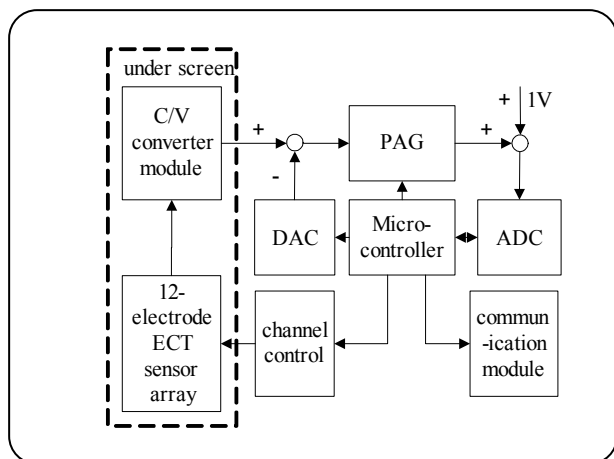 under screen
C/V
converter
module
+
-
PAG
+
+
1V
DAC
Micro-
controller
ADC
12-
electrode
ECT
sensor
array
channel
control
commun
-ication
module